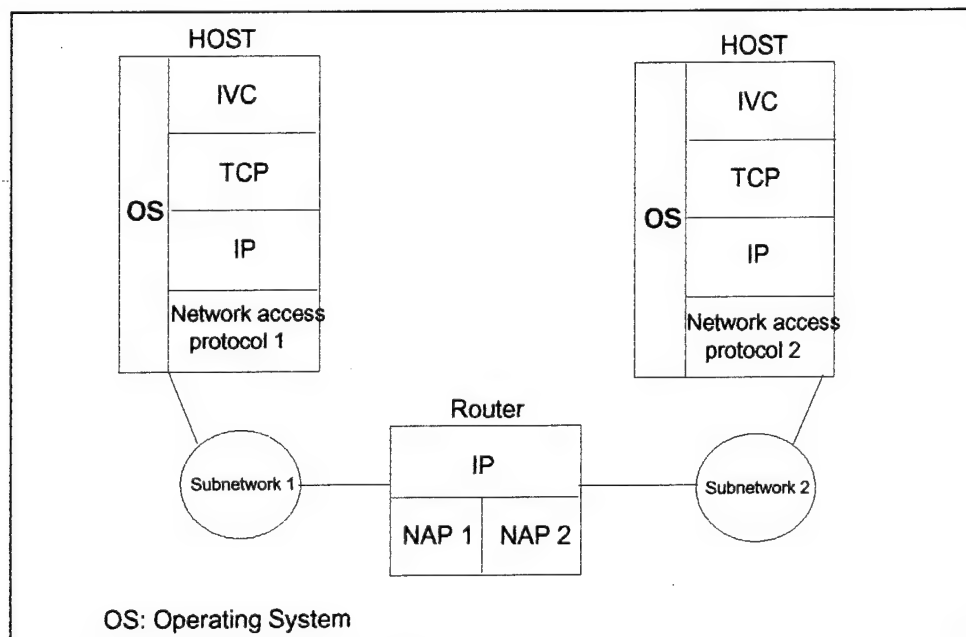 HOST
IVC
TCP
OS
IP
Network access
protocol 1
HOST
IVC
TCP
OS
IP
Network access
protocol 2
Router
IP
NAP 1
NAP 2
Subnetwork 1
Subnetwork 2
OS: Operating System